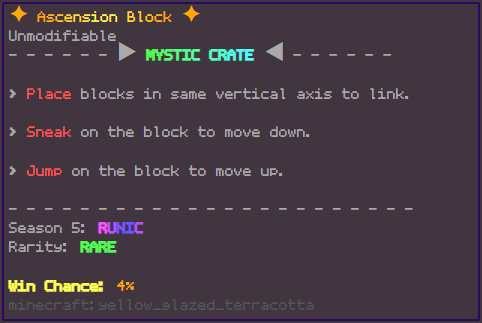 ✦ Ascension Block ✦
Unmodifiable
- - - - - - ▶ MYSTIC CRATE ◀ - - - - - -
> Place blocks in same vertical axis to link.
> Sneak on the block to move down.
> Jump on the block to move up.
- - - - - - - - - - - - - - - - - - - - - - -
Season 5: RUNIC
Rarity: RARE
Win Chance: 4%
minecraft:yellow_glazed_terracotta